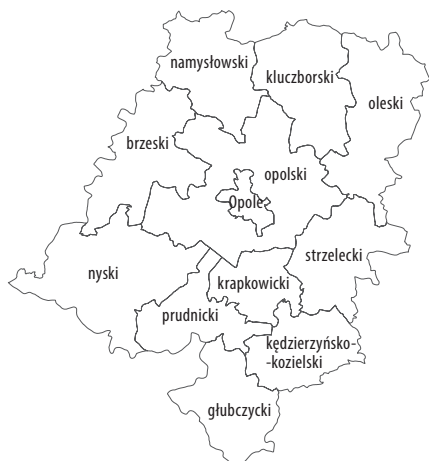 namysłowski
kluczborski
oleski
brzeski
opolski
Opole
strzelecki
nyski
krapkowicki
prudnicki
kędzierzyńsko-
-kozielski
głubczycki